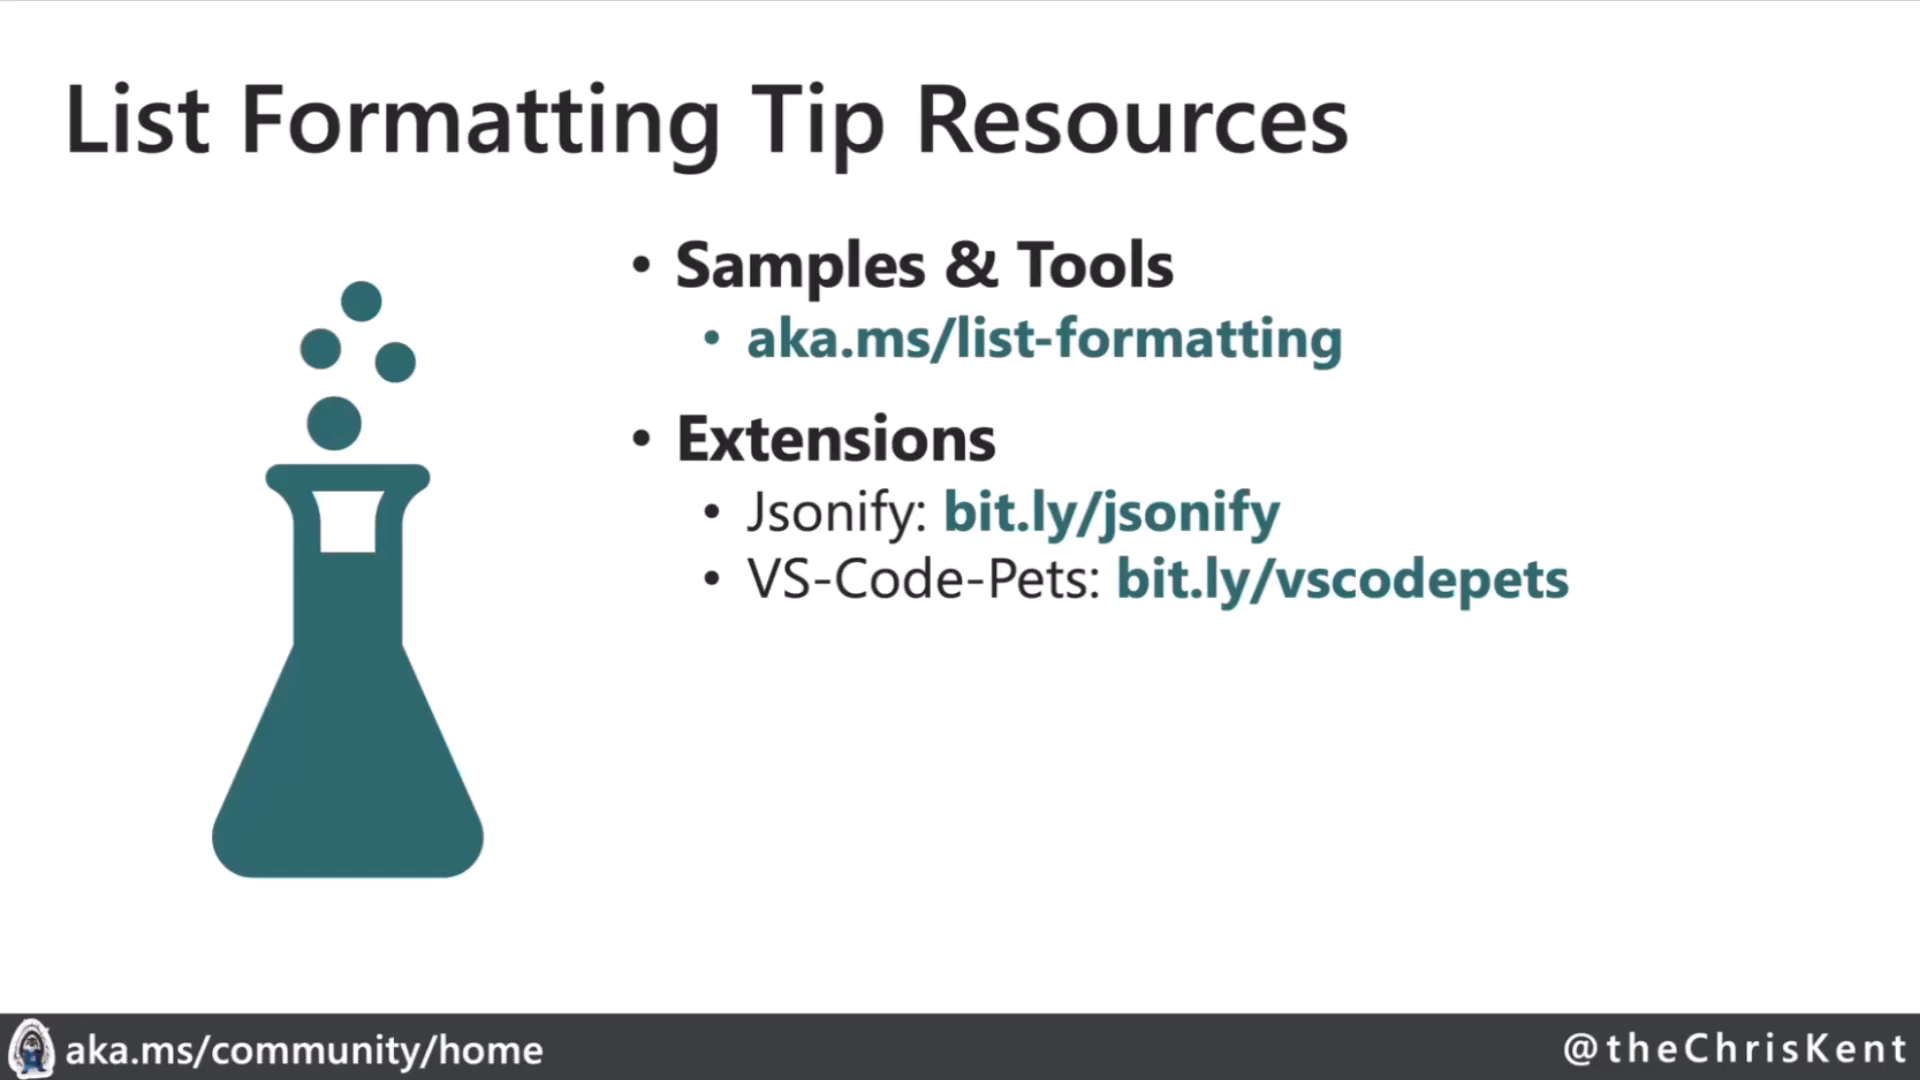 List Formatting Tip Resources
• Samples & Tools
• aka.ms/list-formatting
• Extensions
• Jsonify: bit.ly/jsonify
• VS-Code-Pets: bit.ly/vscodepets
aka.ms/community/home
@theChrisKent